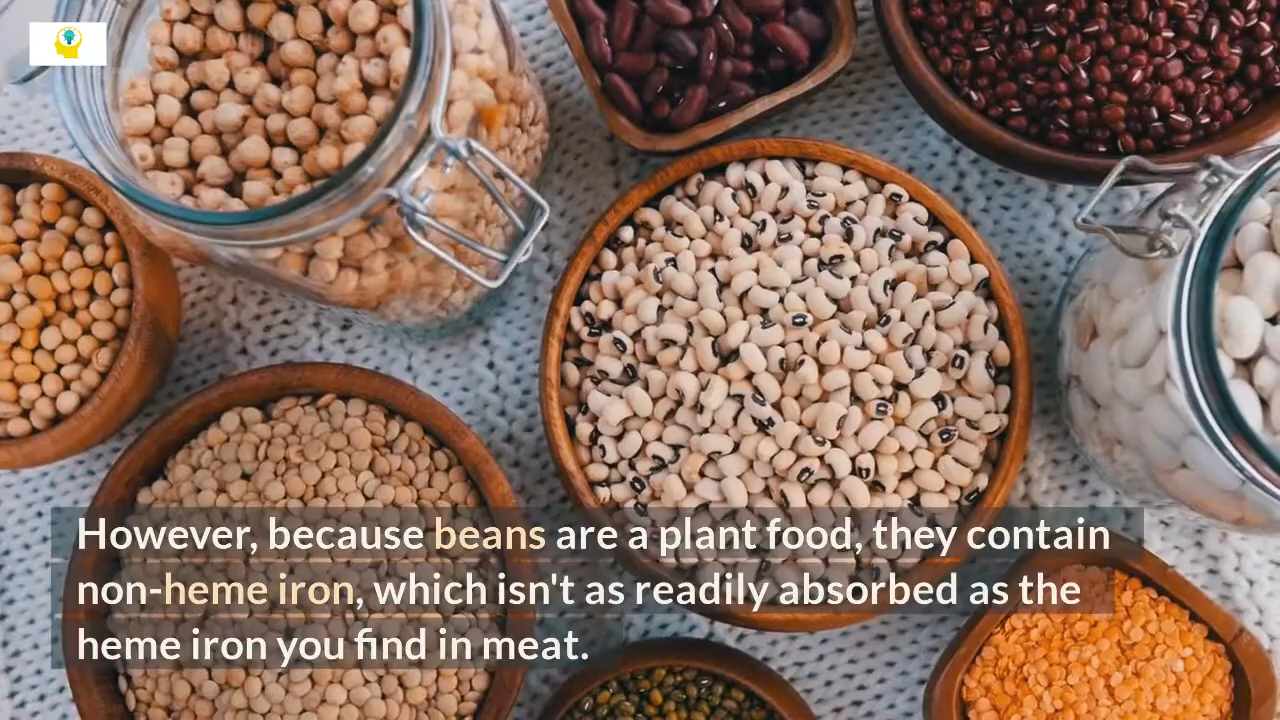 However, because beans are a plant food, they contain
non-heme iron, which isn't as readily absorbed as the
heme iron you find in meat.